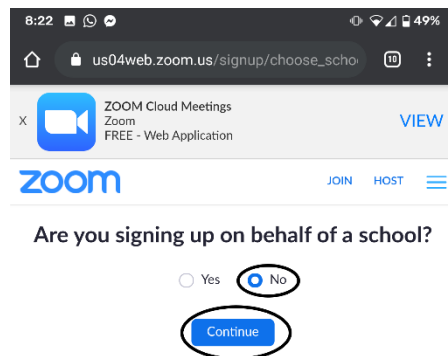 8:22 49%
us04web.zoom.us/signup/choose_scho 10
ZOOM Cloud Meetings
X Zoom VIEW
FREE - Web Application
zoom JOIN HOST
Are you signing up on behalf of a school?
Yes No
Continue